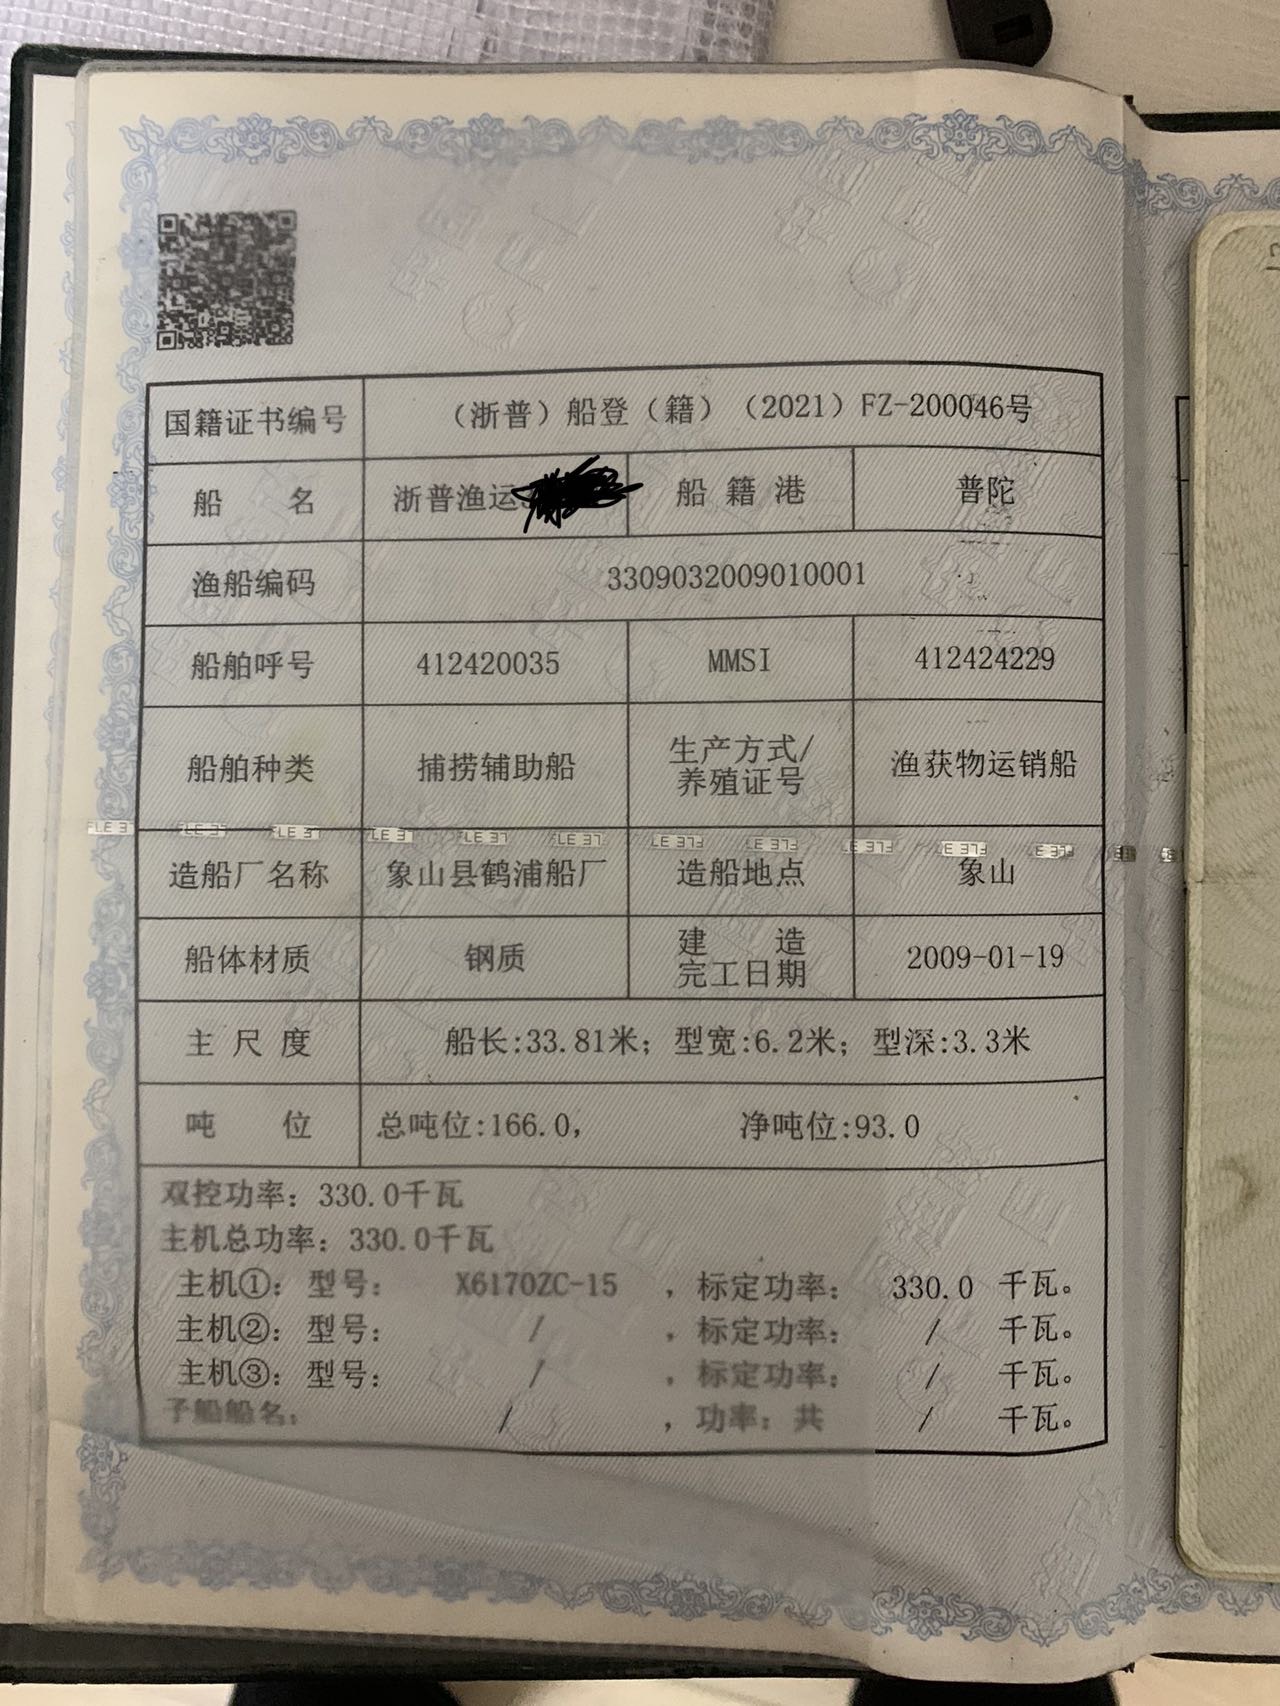 国籍证书编号 （浙普）船登（籍）（2021）FZ-200046号
船 名 浙普渔运 船籍港 普陀
渔船编码 3309032009010001
船舶呼号 412420035 MMSI 412424229
船舶种类 捕捞辅助船 生产方式/
养殖证号 渔获物运销船
造船厂名称 象山县鹤浦船厂 造船地点 象山
船体材质 钢质 建 造
完工日期 2009-01-19
主尺度 船长:33.81米；型宽:6.2米；型深:3.3米
吨 位 总吨位:166.0， 净吨位:93.0
双控功率：330.0千瓦
主机总功率：330.0千瓦
主机①：型号： X6170ZC-15 ，标定功率： 330.0 千瓦。
主机②：型号： / ，标定功率： / 千瓦。
主机③：型号： / ，标定功率： / 千瓦。
子船船名： / ，功率：共 / 千瓦。